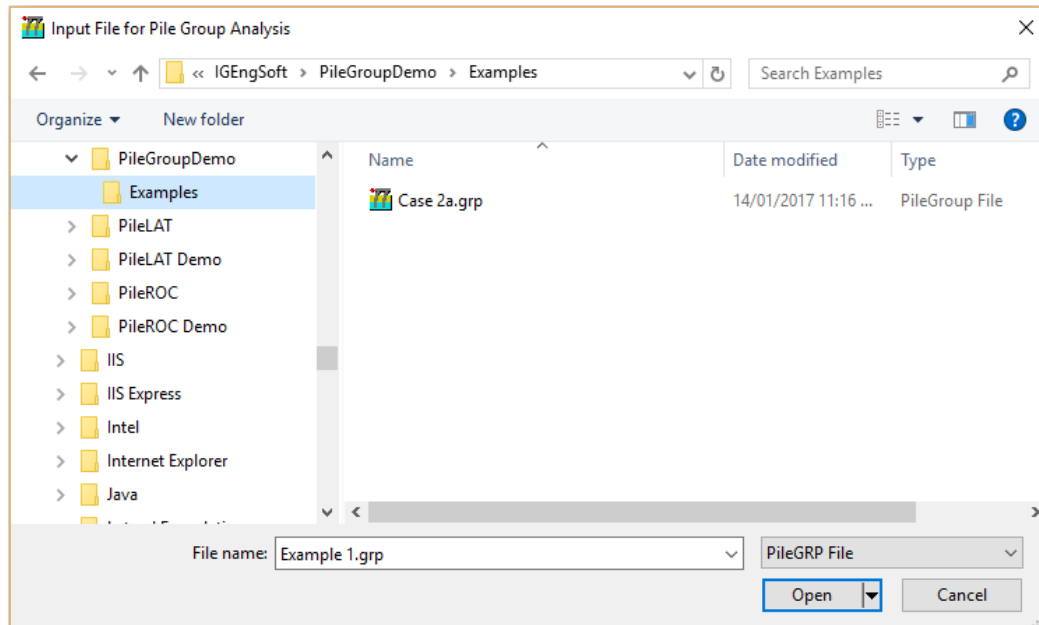 Input File for Pile Group Analysis
« IGEngSoft > PileGroupDemo > Examples
Search Examples
Organize
New folder
PileGroupDemo
Examples
PileLAT
PileLAT Demo
PileROC
PileROC Demo
IIS
IIS Express
Intel
Internet Explorer
Java
Name Date modified Type
Case 2a.grp 14/01/2017 11:16 ... PileGroup File
File name: Example 1.grp
PileGRP File
Open
Cancel